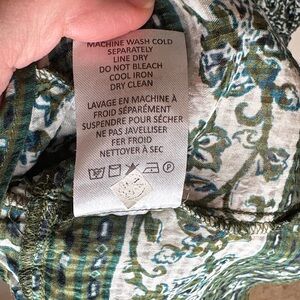 MACHINE WASH COLD
SEPARATELY
LINE DRY
DO NOT BLEACH
COOL IRON
DRY CLEAN
LAVAGE EN MACHINE À
FROID SÉPARÉMENT
SUSPENDRE POUR SÉCHER
NE PAS JAVELLISER
FER FROID
NETTOYER À SEC